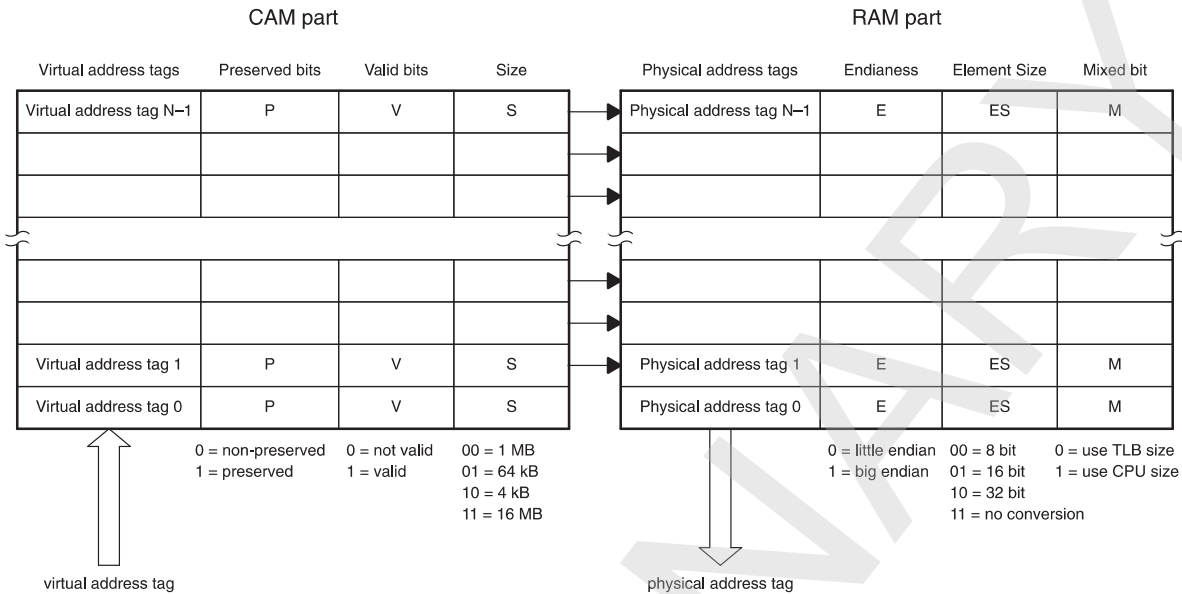 CAM part
RAM part
Virtual address tags Preserved bits Valid bits Size
Physical address tags Endianess Element Size Mixed bit
Virtual address tag N–1 P V S
Physical address tag N–1 E ES M
Virtual address tag 1 P V S
Physical address tag 1 E ES M
Virtual address tag 0 P V S
Physical address tag 0 E ES M
0 = non-preserved
1 = preserved
0 = not valid
1 = valid
00 = 1 MB
01 = 64 kB
10 = 4 kB
11 = 16 MB
0 = little endian
1 = big endian
00 = 8 bit
01 = 16 bit
10 = 32 bit
11 = no conversion
0 = use TLB size
1 = use CPU size
virtual address tag
physical address tag
NARY